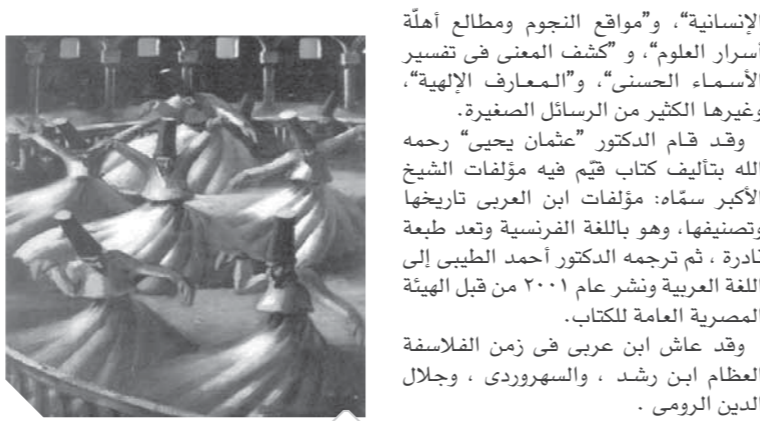 الإنسانية“، و”مواقع النجوم ومطالع أهلّة
أسرار العلوم“، و ”كشف المعنى فى تفسير
الأسماء الحسنى“، و”المعارف الإلهية“،
وغيرها الكثير من الرسائل الصغيرة.
وقد قام الدكتور ”عثمان يحيى“ رحمه
الله بتأليف كتاب قيّم فيه مؤلفات الشيخ
الأكبر سمّاه: مؤلفات ابن العربى تاريخها
وتصنيفها، وهو باللغة الفرنسية وتعد طبعة
نادرة ، ثم ترجمه الدكتور أحمد الطيبى إلى
اللغة العربية ونشر عام ٢٠٠١ من قبل الهيئة
المصرية العامة للكتاب.
وقد عاش ابن عربى فى زمن الفلاسفة
العظام ابن رشد ، والسهروردى ، وجلال
الدين الرومى .